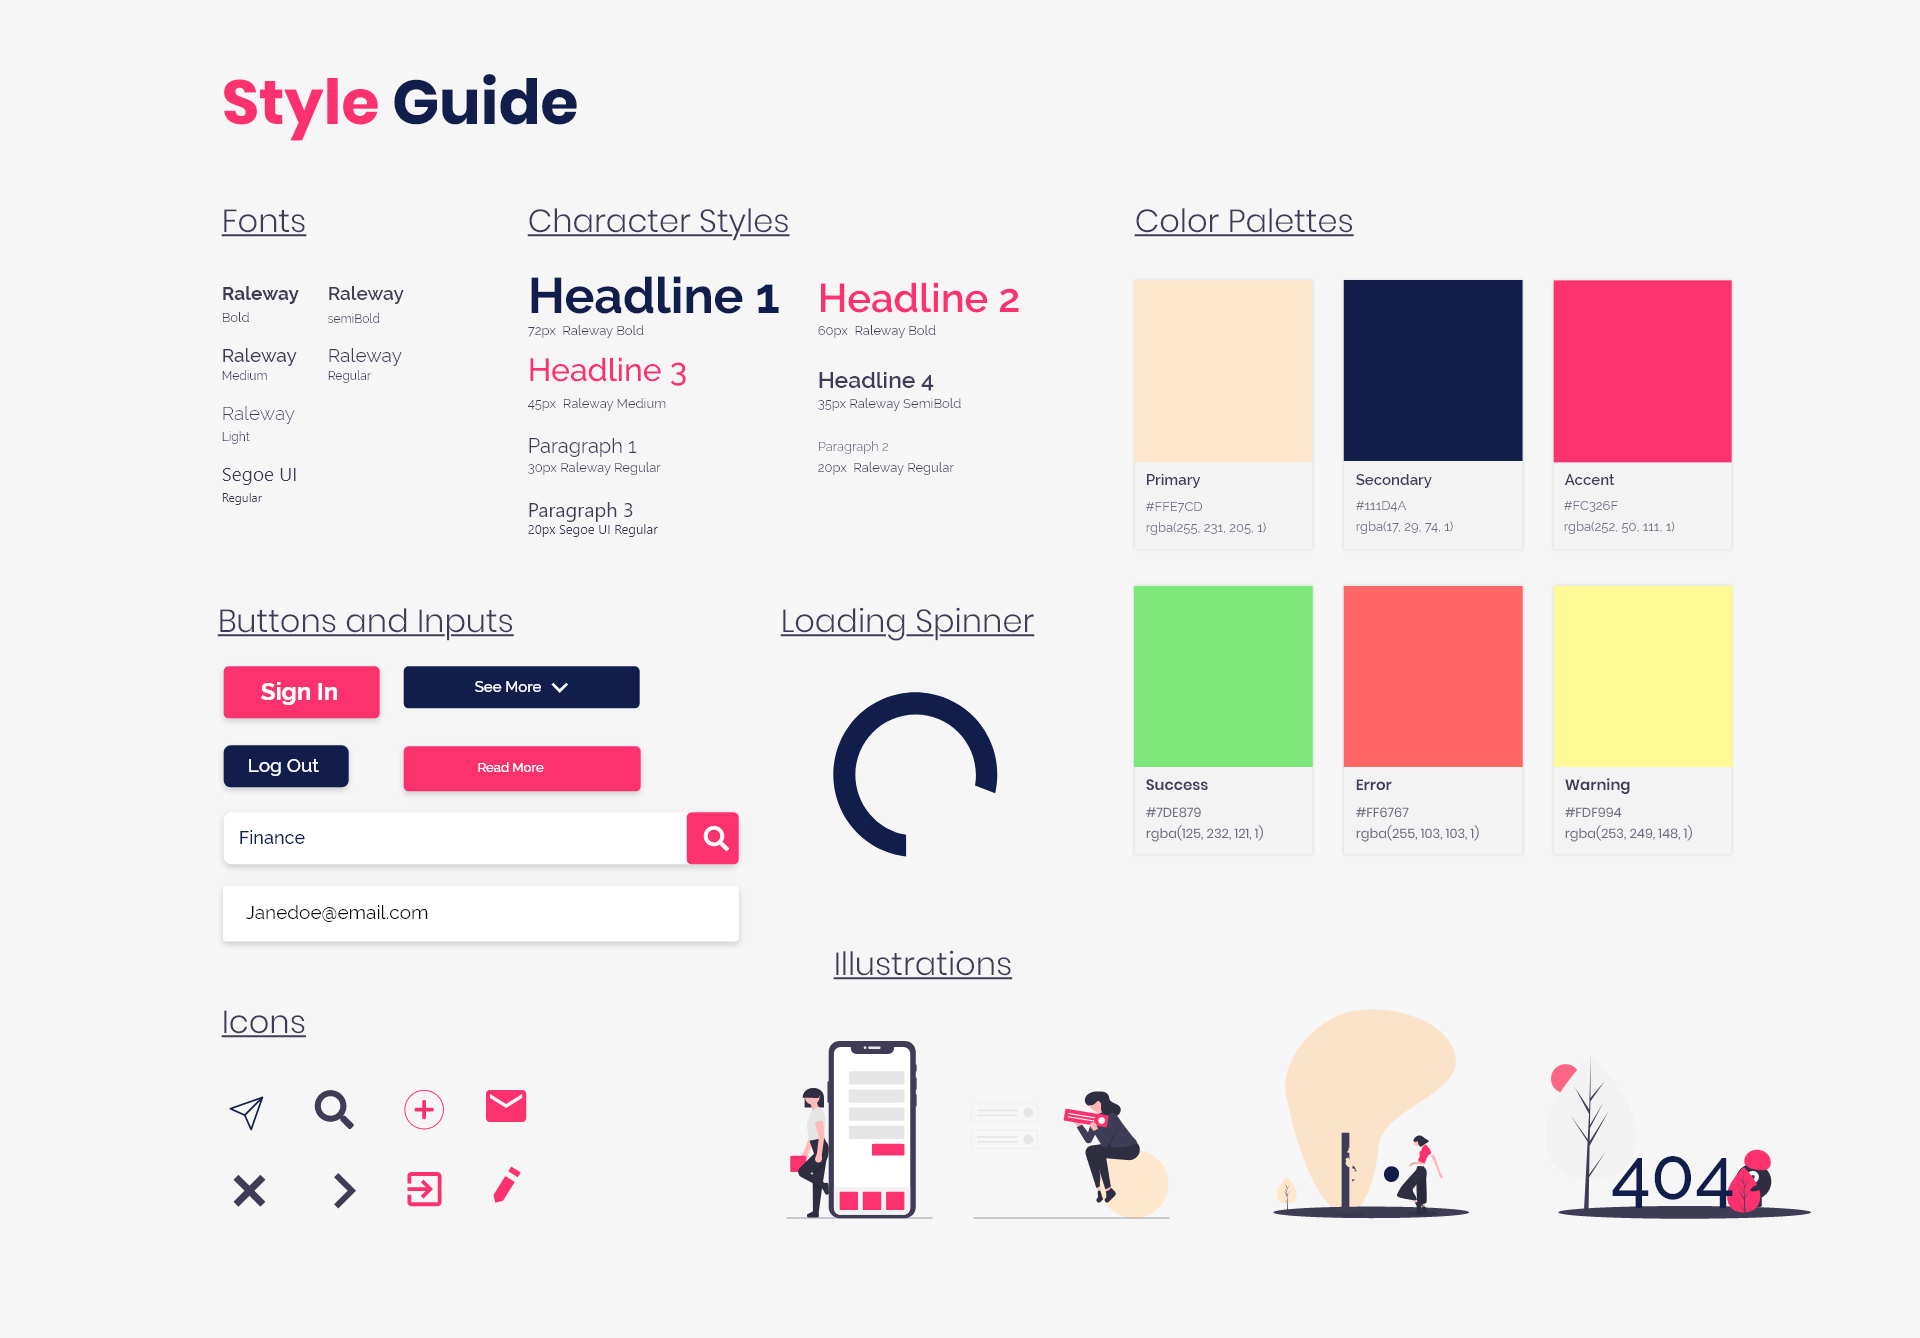 Style Guide
Fonts
Raleway
Bold
Raleway
semiBold
Raleway
Medium
Raleway
Regular
Raleway
Light
Segoe UI
Regular
Character Styles
Headline 1
72px  Raleway Bold
Headline 2
60px  Raleway Bold
Headline 3
45px  Raleway Medium
Headline 4
35px Raleway SemiBold
Paragraph 1
30px Raleway Regular
Paragraph 2
20px  Raleway Regular
Paragraph 3
20px Segoe UI Regular
Color Palettes
Primary
#FFE7CD
rgba(255, 231, 205, 1)
Secondary
#111D4A
rgba(17, 29, 74, 1)
Accent
#FC326F
rgba(252, 50, 111, 1)
Success
#7DE879
rgba(125, 232, 121, 1)
Error
#FF6767
rgba(255, 103, 103, 1)
Warning
#FDF994
rgba(253, 249, 148, 1)
Buttons and Inputs
Sign In
See More
Log Out
Read More
Finance
Janedoe@email.com
Loading Spinner
Icons
Illustrations
404